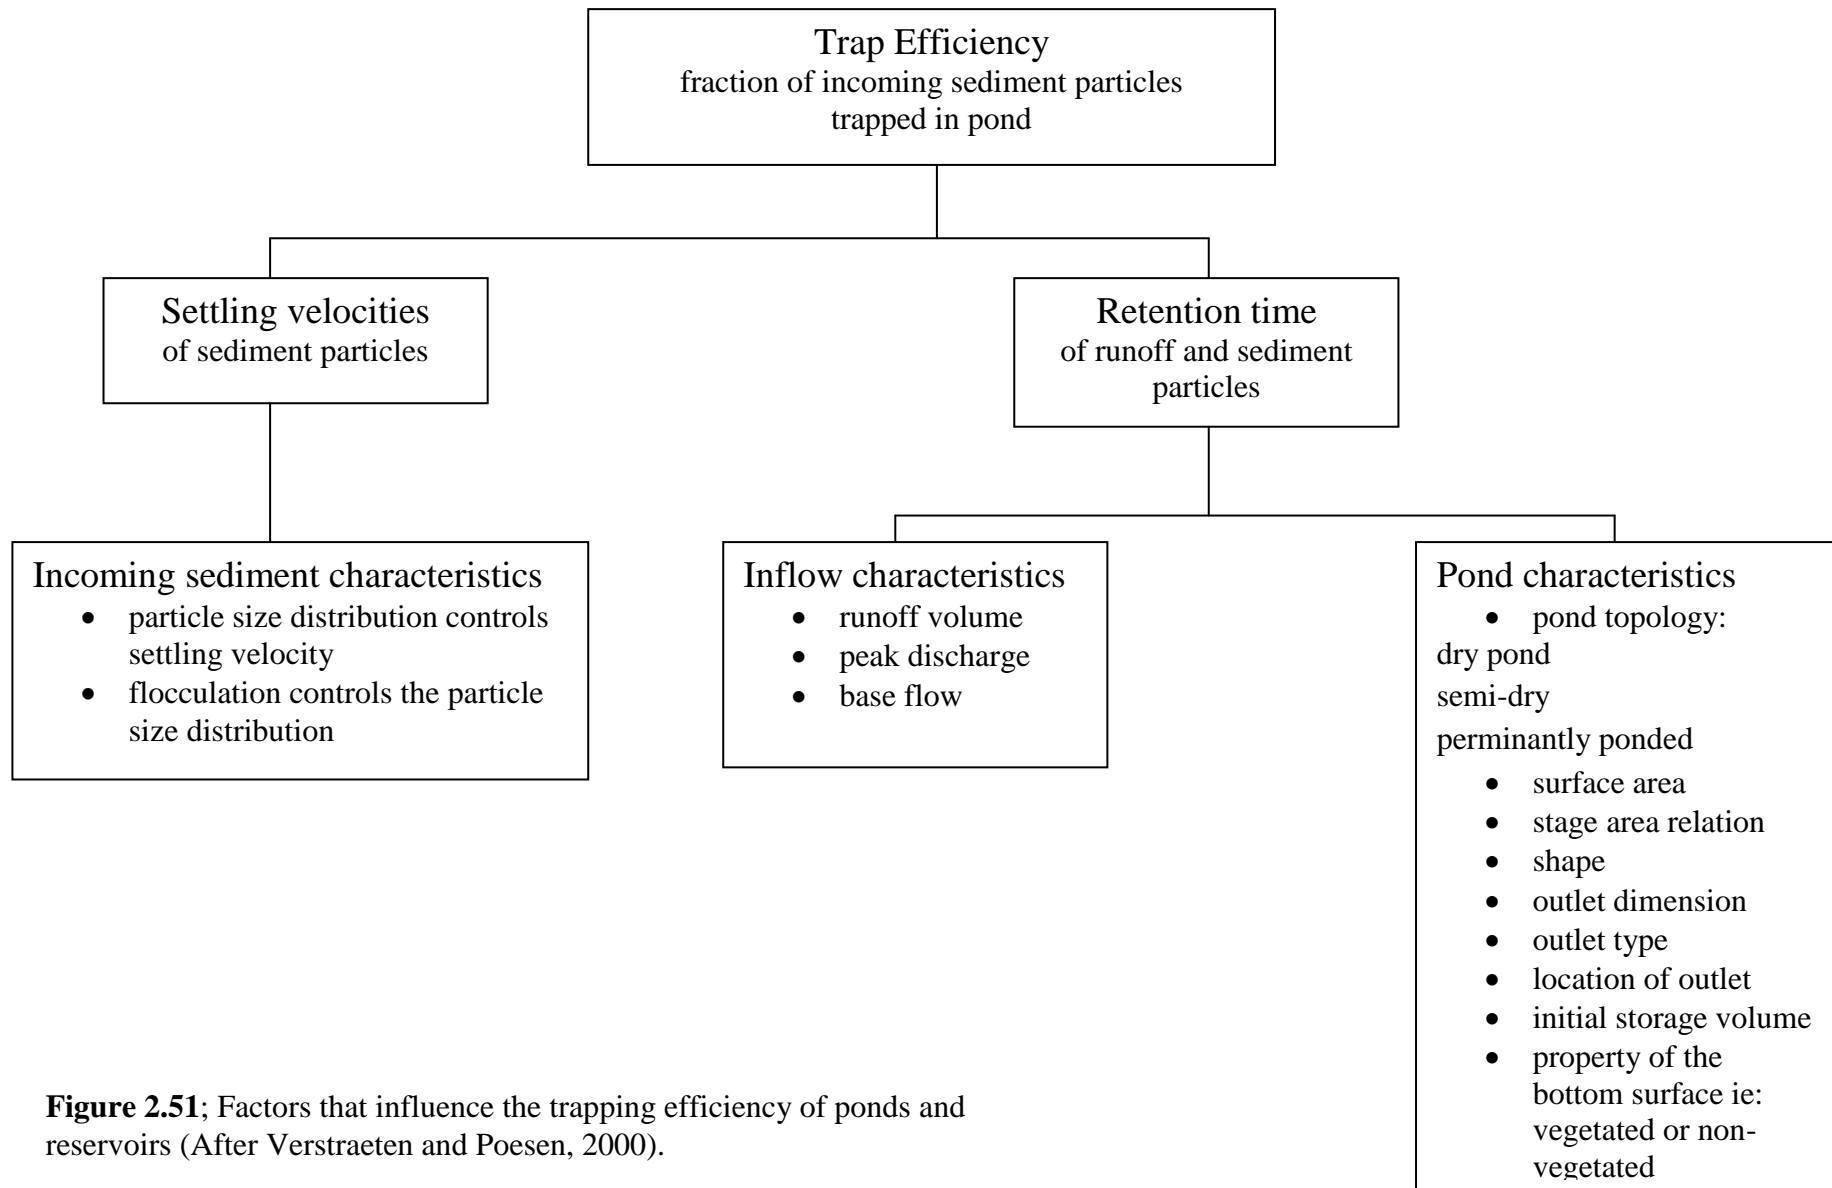 Trap Efficiency
fraction of incoming sediment particles
trapped in pond
Settling velocities
of sediment particles
Retention time
of runoff and sediment
particles
Incoming sediment characteristics
• particle size distribution controls
settling velocity
• flocculation controls the particle
size distribution
Inflow characteristics
• runoff volume
• peak discharge
• base flow
Pond characteristics
• pond topology:
dry pond
semi-dry
perminantly ponded
• surface area
• stage area relation
• shape
• outlet dimension
• outlet type
• location of outlet
• initial storage volume
• property of the
bottom surface ie:
vegetated or non-
vegetated
Figure 2.51; Factors that influence the trapping efficiency of ponds and
reservoirs (After Verstraeten and Poesen, 2000).